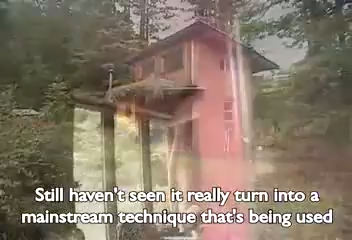 Still haven't seen it really turn into a
mainstream technique that's being used